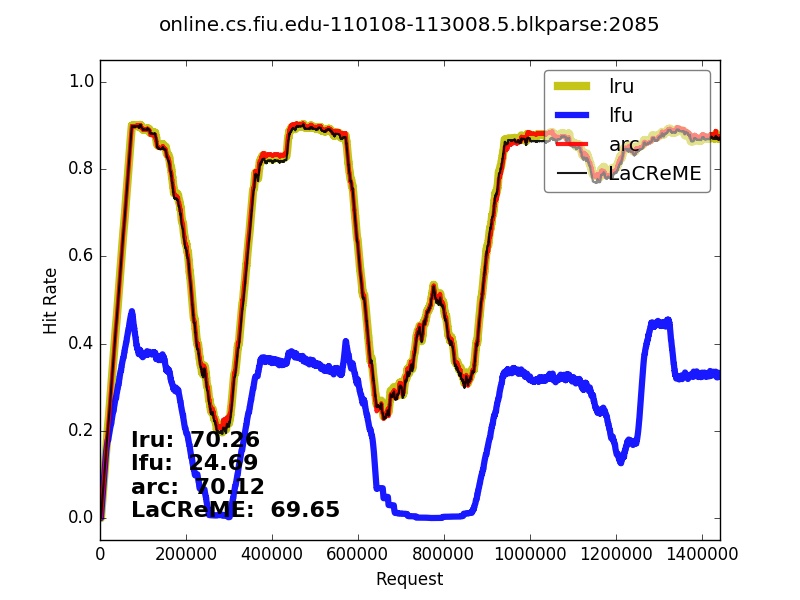 online.cs.fiu.edu-110108-113008.5.blkparse:2085
1.0
0.8
0.6
0.4
0.2
0.0
Hit Rate
lru
lfu
arc
LaCReME
lru:  70.26
lfu:  24.69
arc:  70.12
LaCReME:  69.65
0 200000 400000 600000 800000 1000000 1200000 1400000
Request